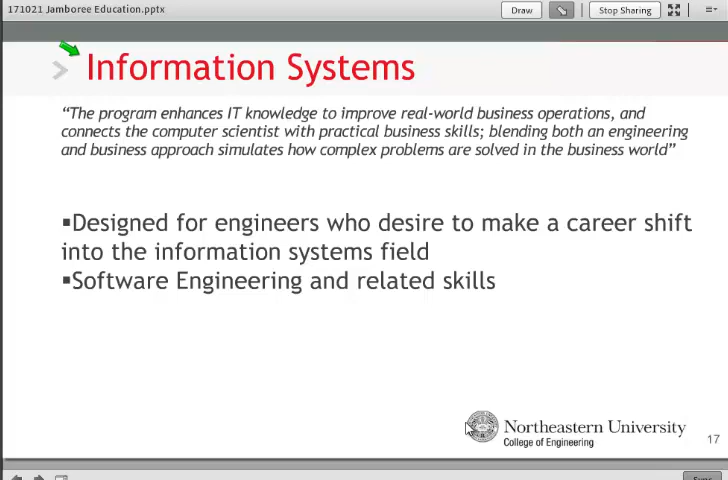 171021 Jamboree Education.pptx
Draw
Stop Sharing
Information Systems
“The program enhances IT knowledge to improve real-world business operations, and
connects the computer scientist with practical business skills; blending both an engineering
and business approach simulates how complex problems are solved in the business world”
▪Designed for engineers who desire to make a career shift
into the information systems field
▪Software Engineering and related skills
Northeastern University
College of Engineering
17
Sync